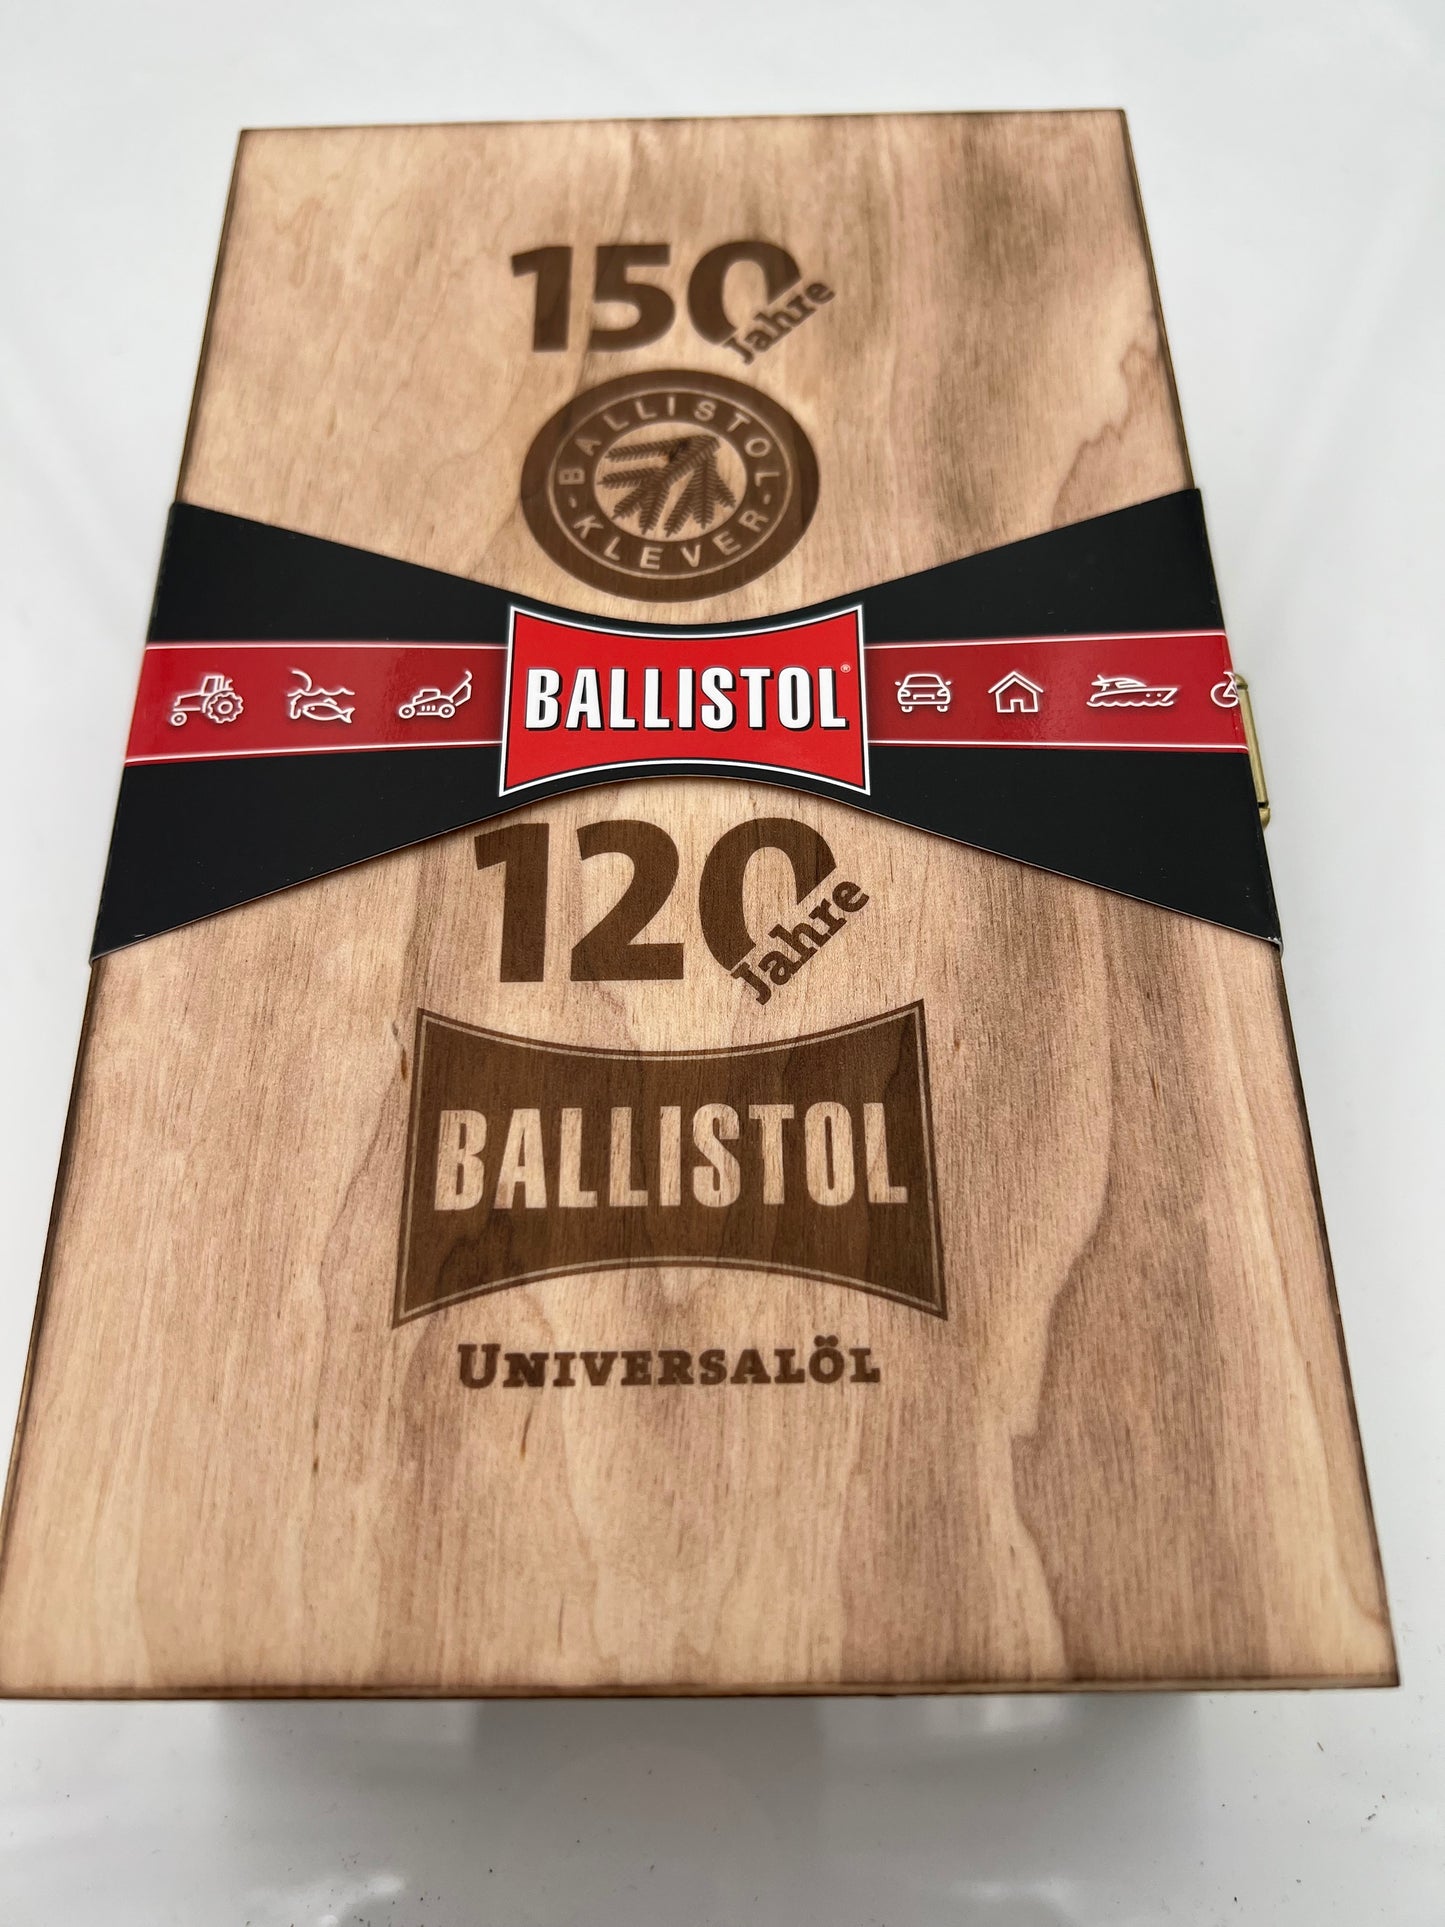 150
Jahre
BALLISTOL
- KLEVER -
BALLISTOL®
120
Jahre
BALLISTOL
UNIVERSALÖL